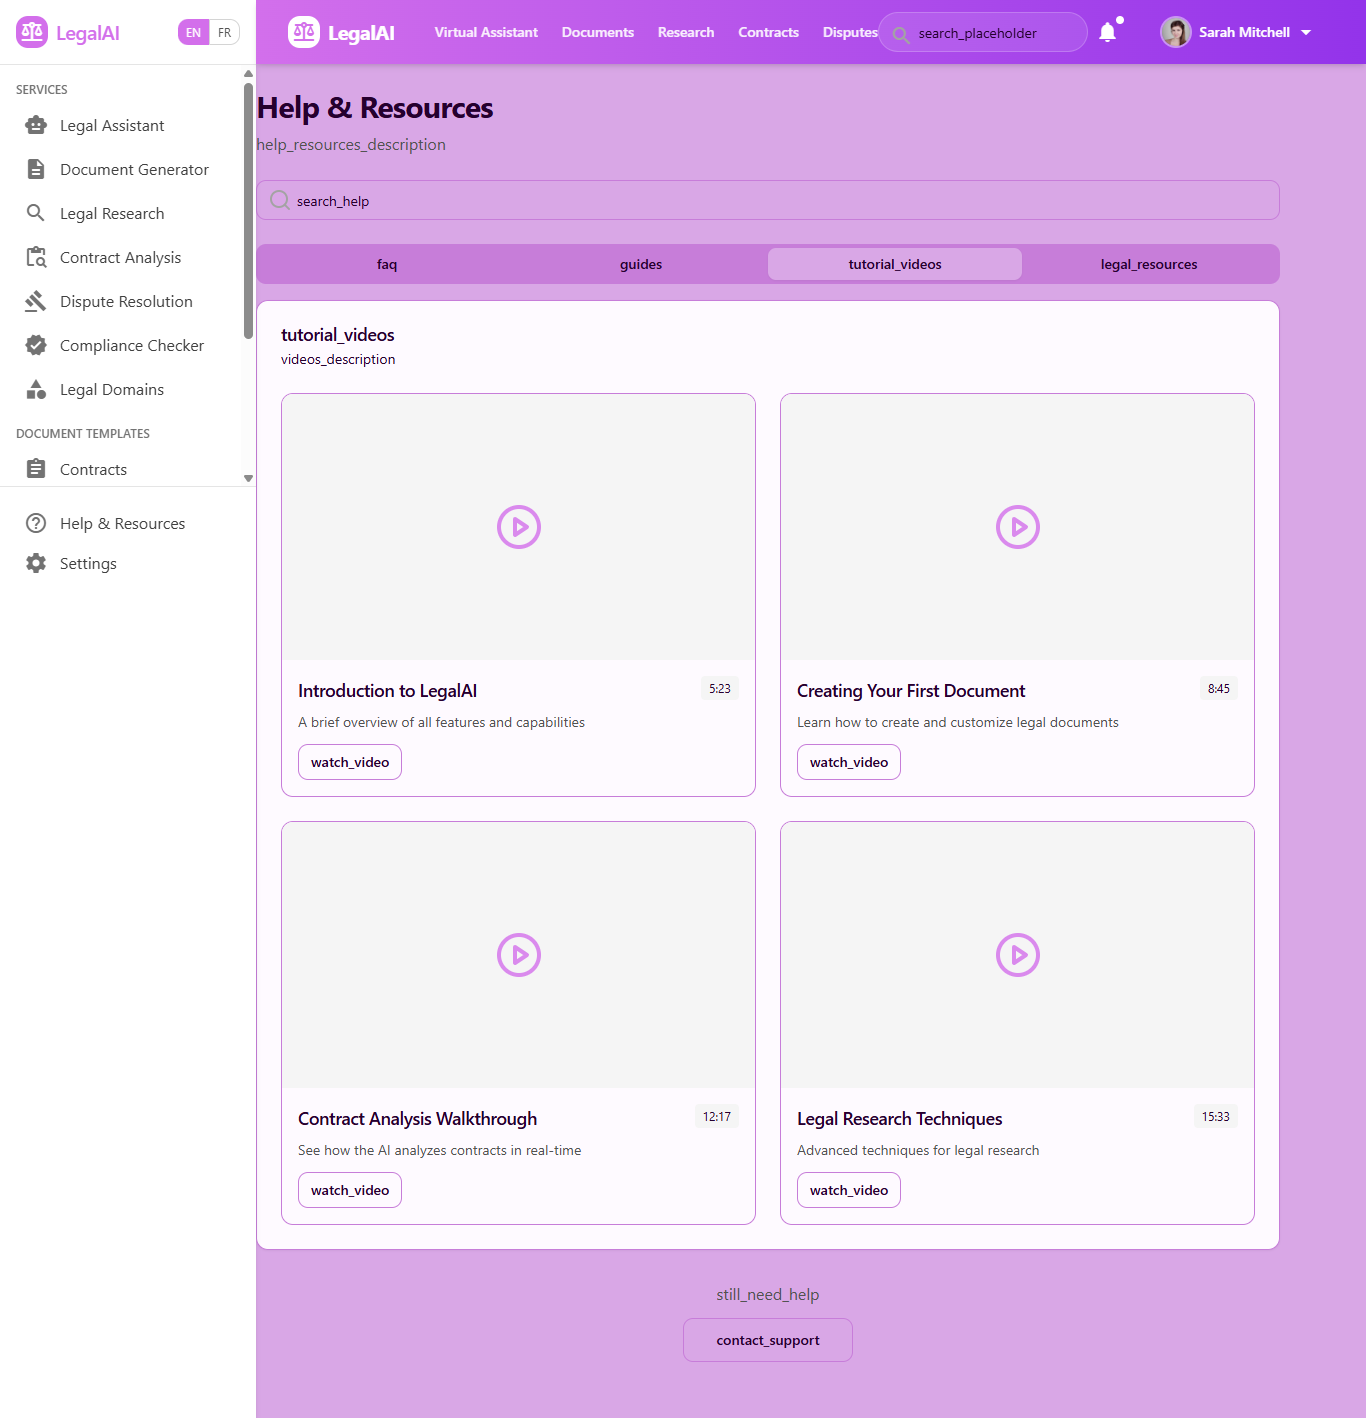 LegalAI
EN FR
SERVICES
Legal Assistant
Document Generator
Legal Research
Contract Analysis
Dispute Resolution
Compliance Checker
Legal Domains
DOCUMENT TEMPLATES
Contracts
Help & Resources
Settings
LegalAI Virtual Assistant Documents Research Contracts Disputes search_placeholder Sarah Mitchell
Help & Resources
help_resources_description
search_help
faq guides tutorial_videos legal_resources
tutorial_videos
videos_description
Introduction to LegalAI 5:23
A brief overview of all features and capabilities
watch_video
Creating Your First Document 8:45
Learn how to create and customize legal documents
watch_video
Contract Analysis Walkthrough 12:17
See how the AI analyzes contracts in real-time
watch_video
Legal Research Techniques 15:33
Advanced techniques for legal research
watch_video
still_need_help
contact_support